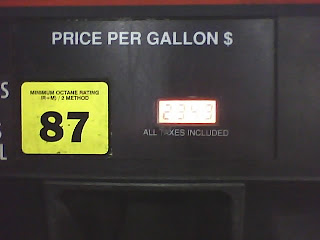 PRICE PER GALLON $
MINIMUM OCTANE RATING
(R+M) / 2 METHOD
87
ALL TAXES INCLUDED
S
S
L